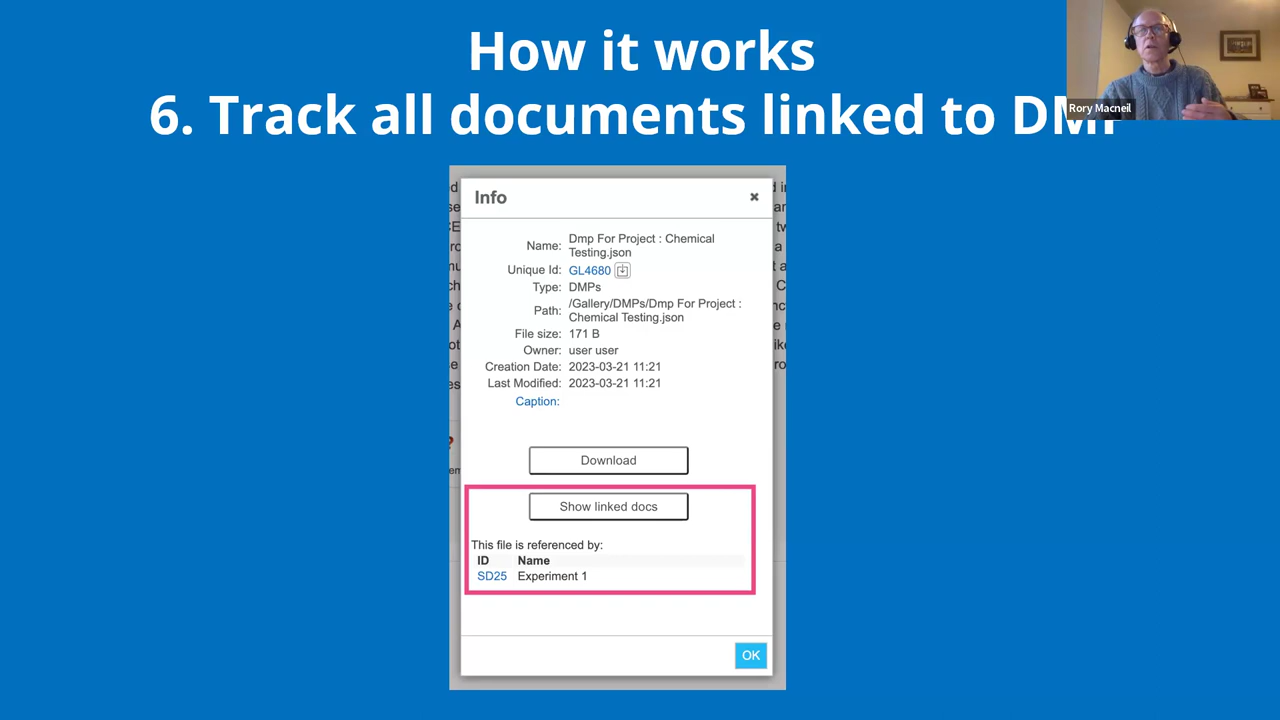 How it works
6. Track all documents linked to DMP
Rory Macneil
Info
Name: Dmp For Project : Chemical
Testing.json
Unique Id: GL4680
Type: DMPs
Path: /Gallery/DMPs/Dmp For Project :
Chemical Testing.json
File size: 171 B
Owner: user user
Creation Date: 2023-03-21 11:21
Last Modified: 2023-03-21 11:21
Caption:
Download
Show linked docs
This file is referenced by:
ID Name
SD25 Experiment 1
OK